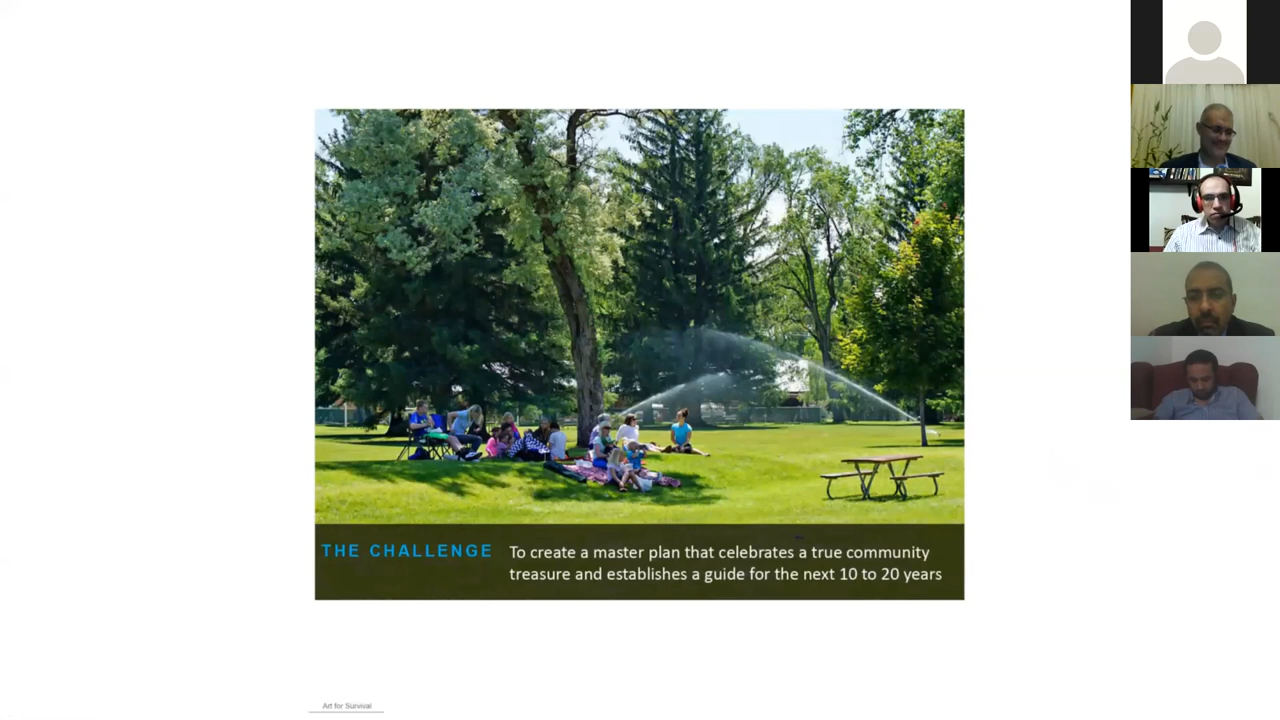 THE CHALLENGE
To create a master plan that celebrates a true community
treasure and establishes a guide for the next 10 to 20 years
Art for Survival